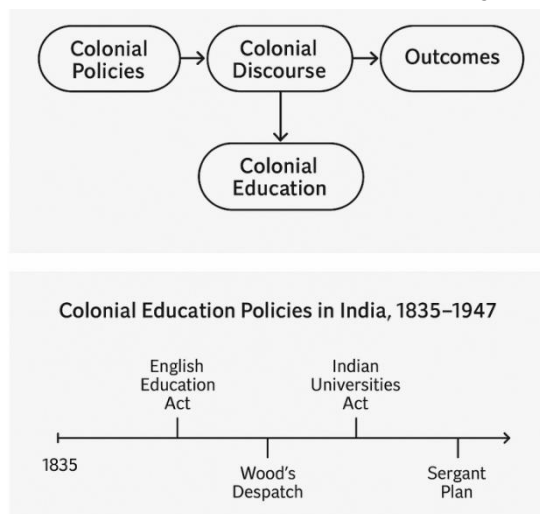 Colonial
Policies
Colonial
Discourse
Outcomes
Colonial
Education
Colonial Education Policies in India, 1835–1947
English
Education
Act
Indian
Universities
Act
1835
Wood's
Despatch
Sergant
Plan